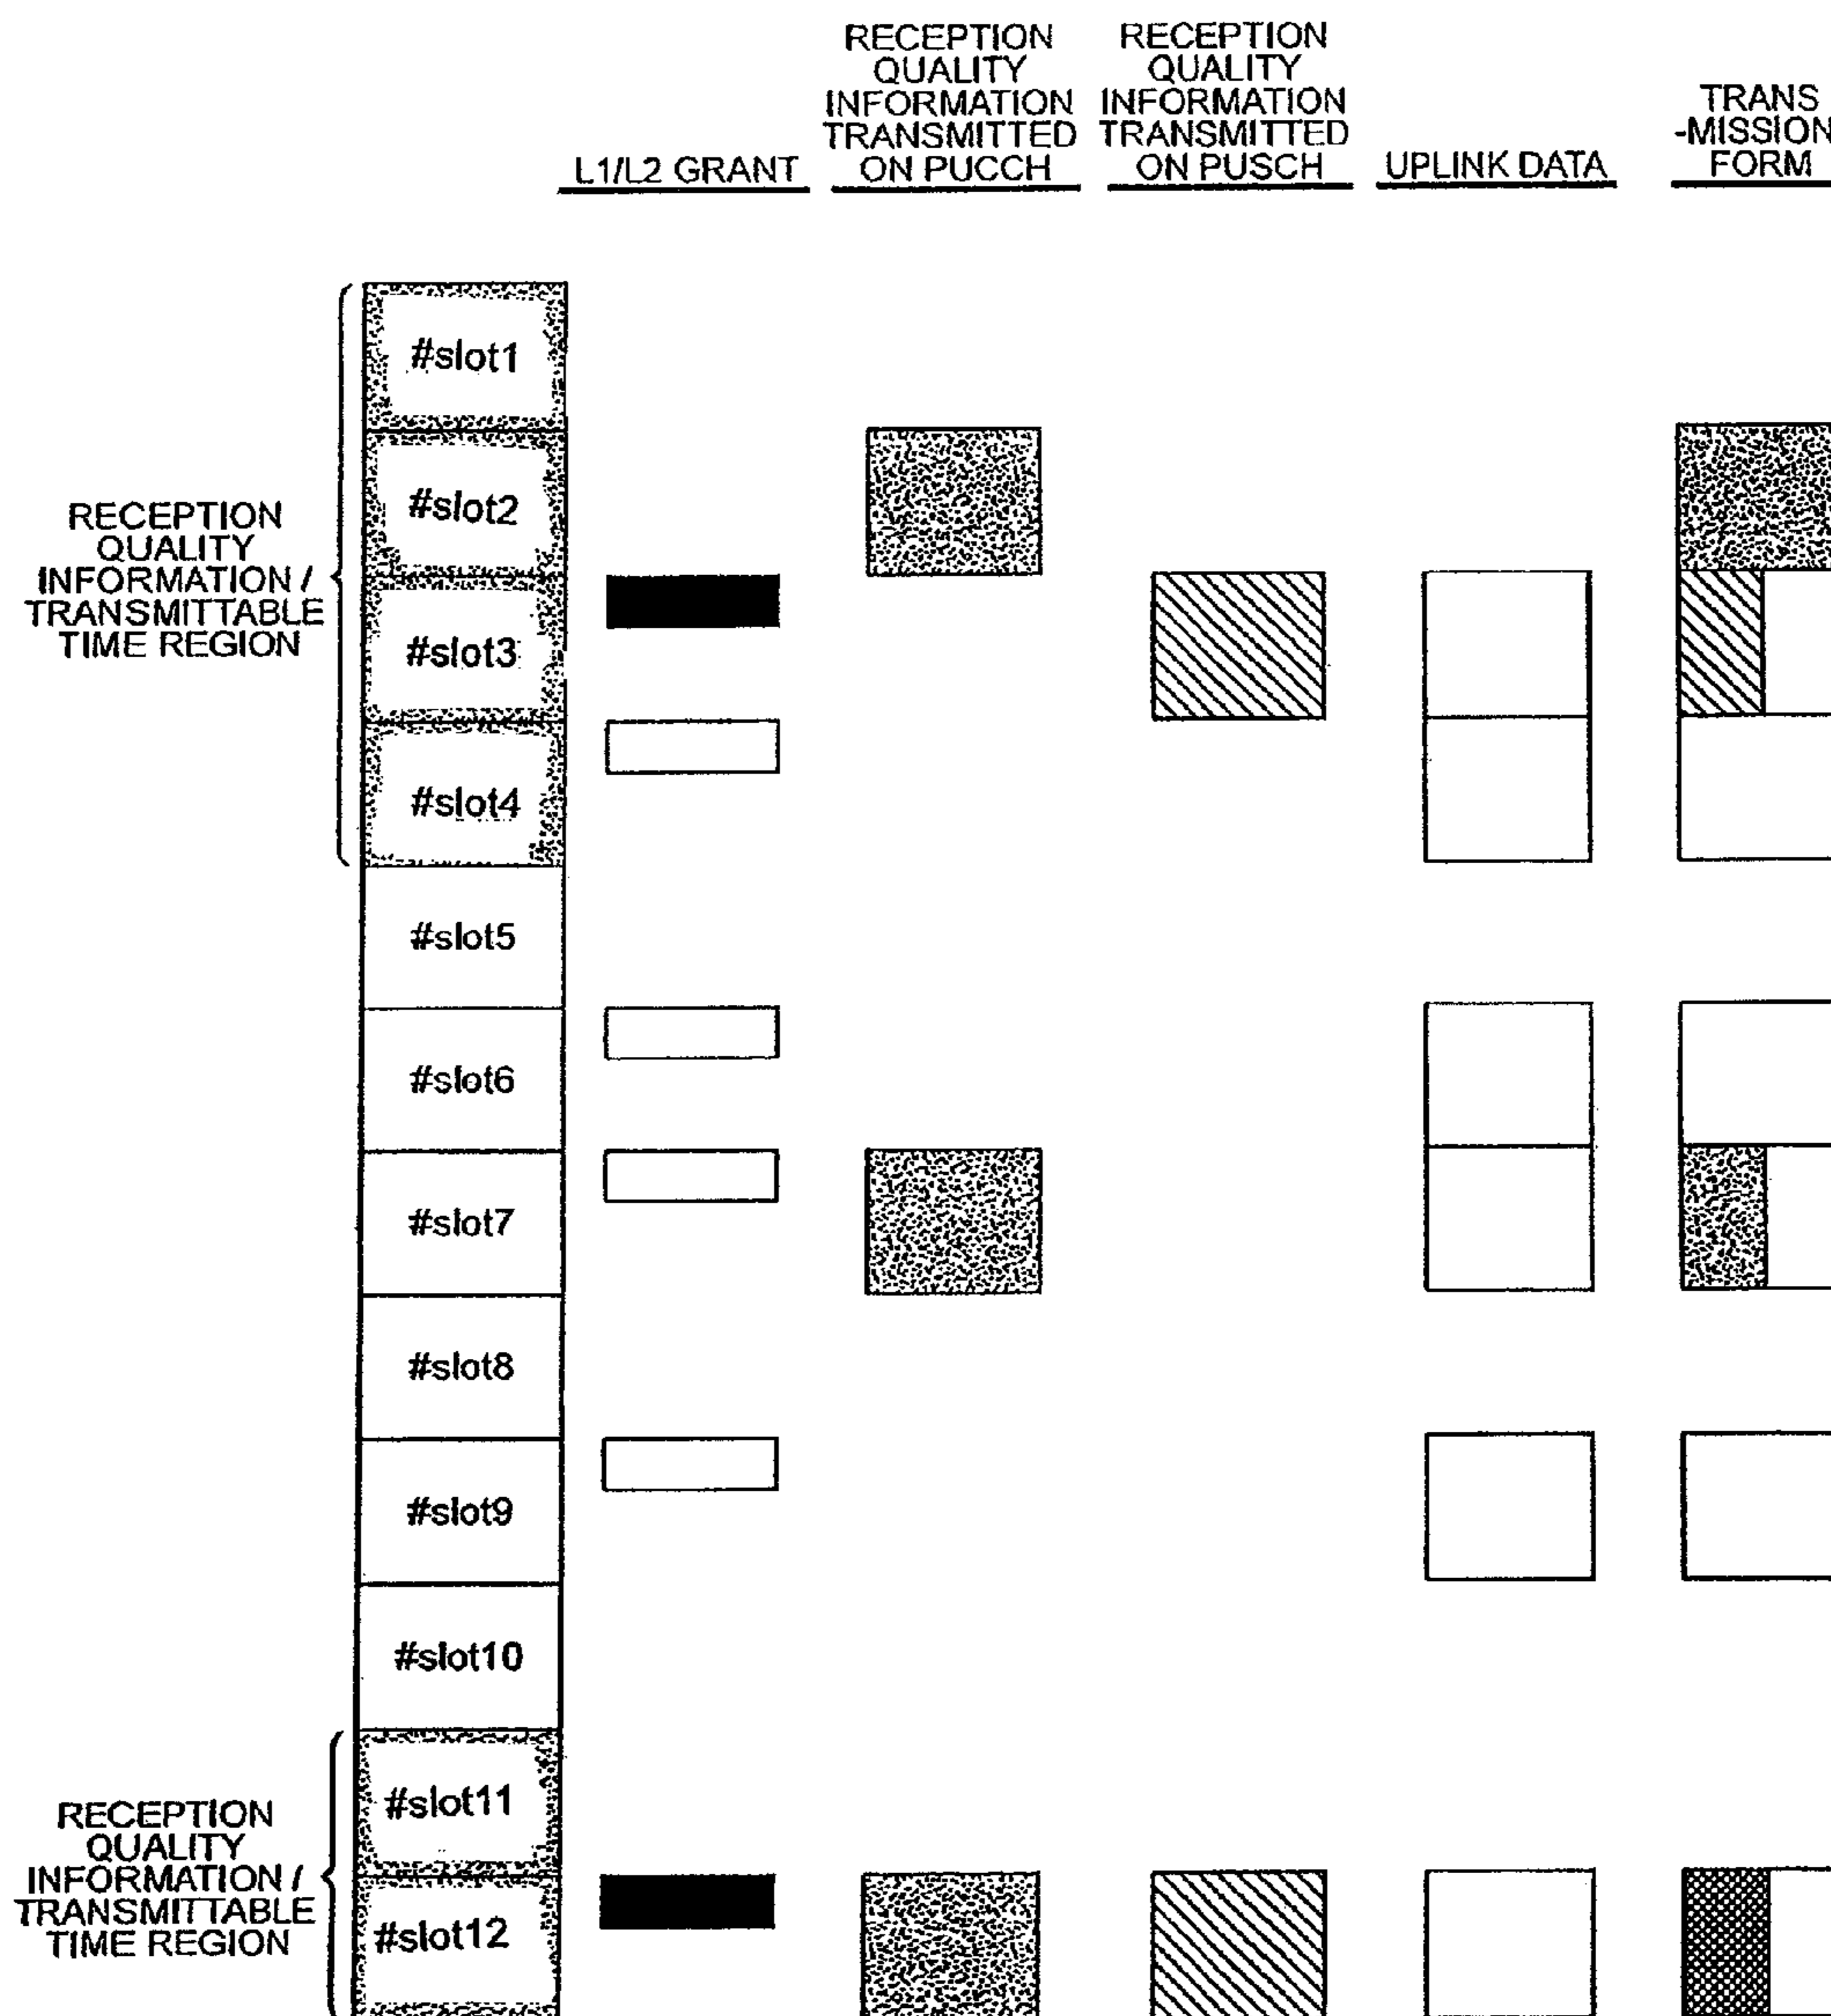 RECEPTION
QUALITY
INFORMATION
TRANSMITTED
ON PUCCH
RECEPTION
QUALITY
INFORMATION
TRANSMITTED
ON PUSCH
L1/L2 GRANT
UPLINK DATA
TRANS
-MISSION
FORM
#slot1
#slot2
#slot3
#slot4
RECEPTION
QUALITY
INFORMATION /
TRANSMITTABLE
TIME REGION
#slot5
#slot6
#slot7
#slot8
#slot9
#slot10
#slot11
#slot12
RECEPTION
QUALITY
INFORMATION /
TRANSMITTABLE
TIME REGION